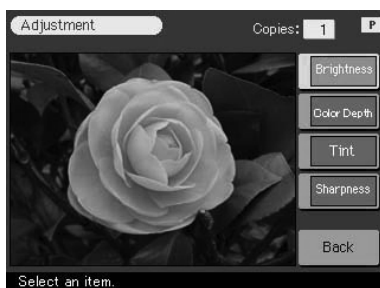 Adjustment
Copies: 1 P
Brightness
Color Depth
Tint
Sharpness
Back
Select an item.